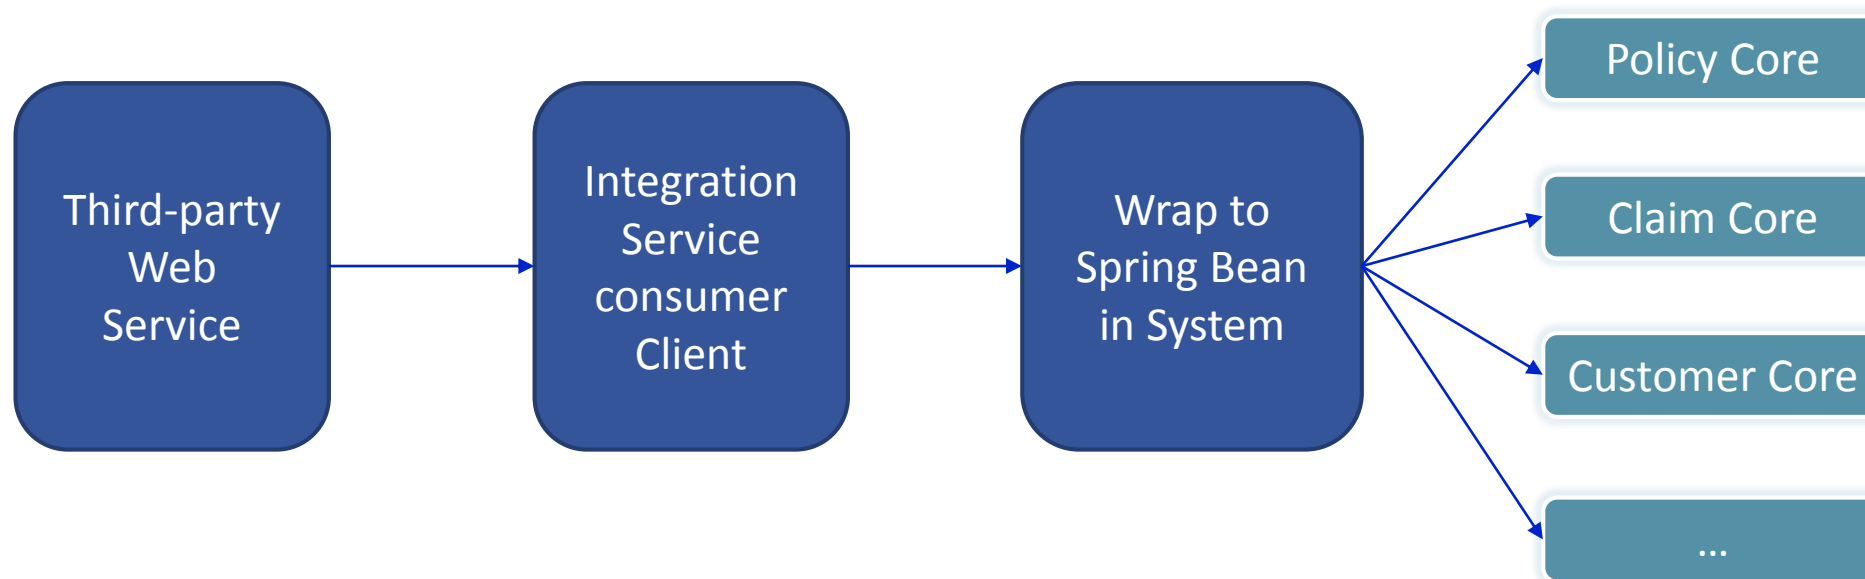 Third-party
Web
Service
Integration
Service
consumer
Client
Wrap to
Spring Bean
in System
Policy Core
Claim Core
Customer Core
...